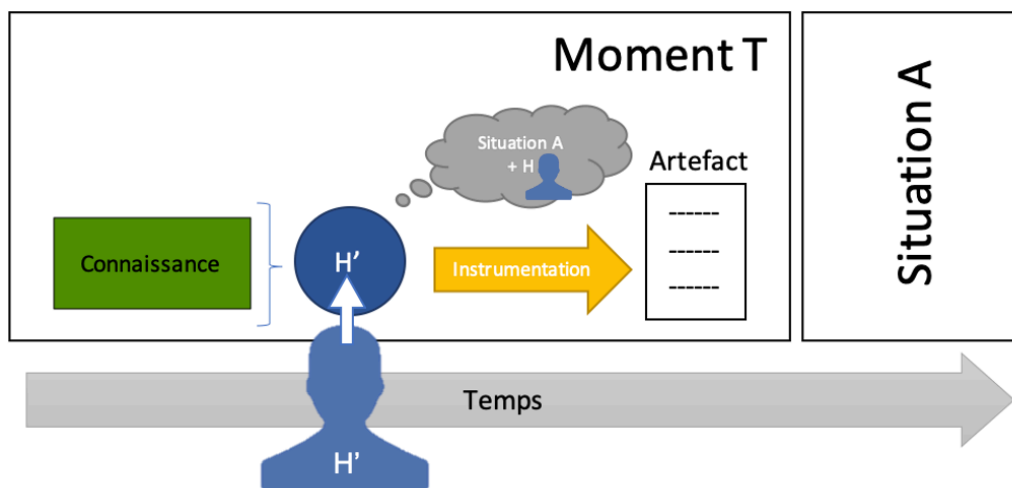 Moment T
Situation A
+ H
Artefact
------
------
------
Connaissance
H’
Instrumentation
Situation A
Temps
H’